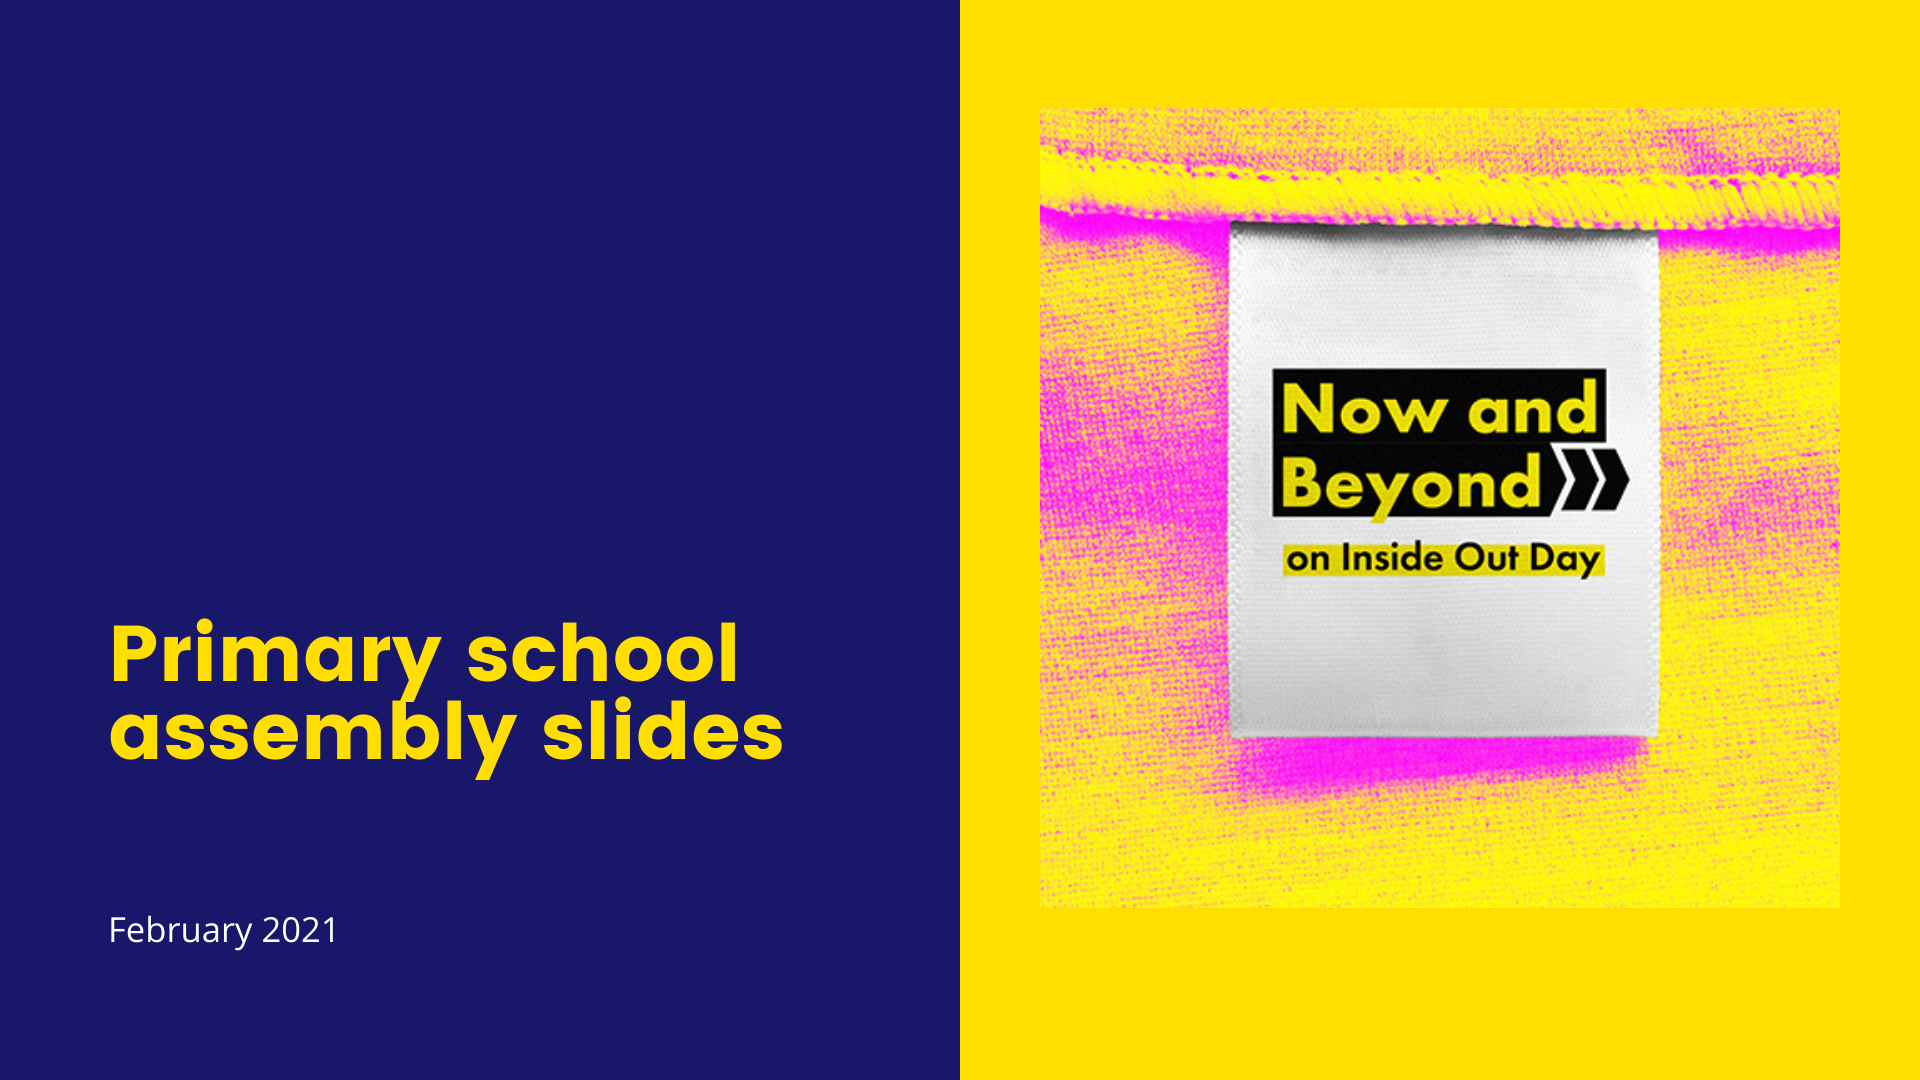 Primary school
assembly slides
February 2021
Now and
Beyond
on Inside Out Day